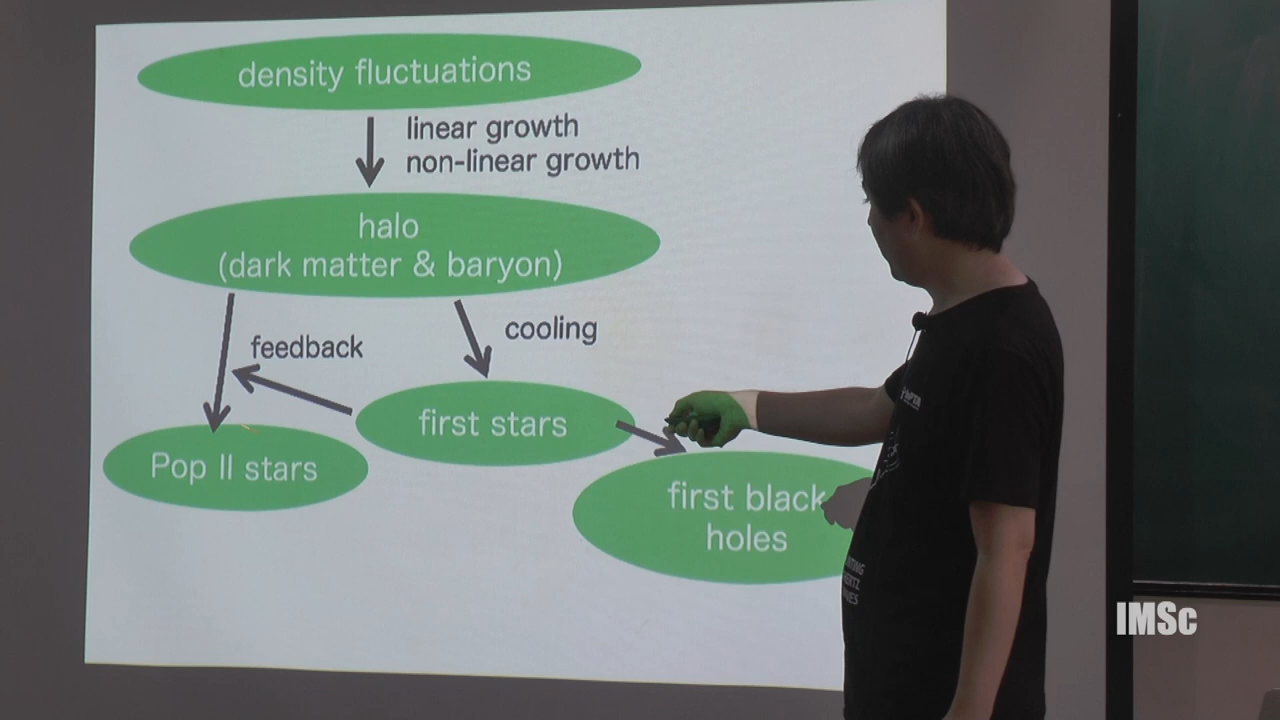 density fluctuations
linear growth
non-linear growth
halo
(dark matter & baryon)
feedback
cooling
first stars
Pop II stars
first black
holes
IMSc